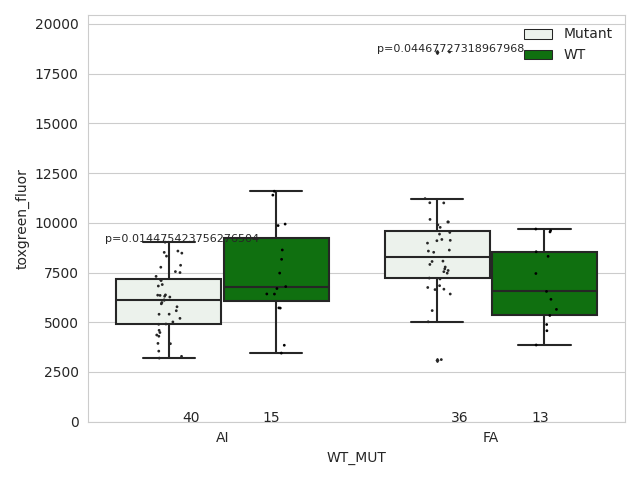 20000
17500
15000
12500
10000
7500
5000
2500
0
toxgreen_fluor
p=0.04467727318967968
Mutant
WT
p=0.014475423756276504
40
15
36
13
AI
FA
WT_MUT